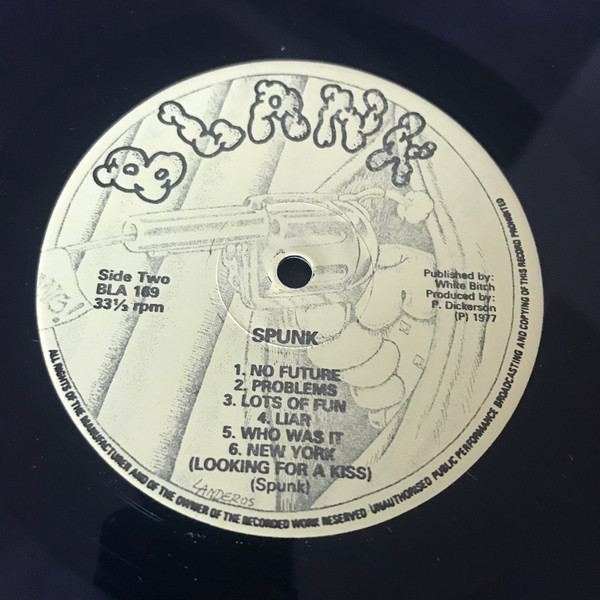 BLANK
Side Two
BLA 169
33⅓ rpm
Published by:
White Bitch
Produced by:
P. Dickerson
(P) 1977
SPUNK
1. NO FUTURE
2. PROBLEMS
3. LOTS OF FUN
4. LIAR
5. WHO WAS IT
6. NEW YORK
(LOOKING FOR A KISS)
(Spunk)
LANDEROS
ALL RIGHTS OF THE MANUFACTURER AND OF THE OWNER OF THE RECORDED WORK RESERVED UNAUTHORISED PUBLIC PERFORMANCE BROADCASTING AND COPYING OF THIS RECORD PROHIBITED